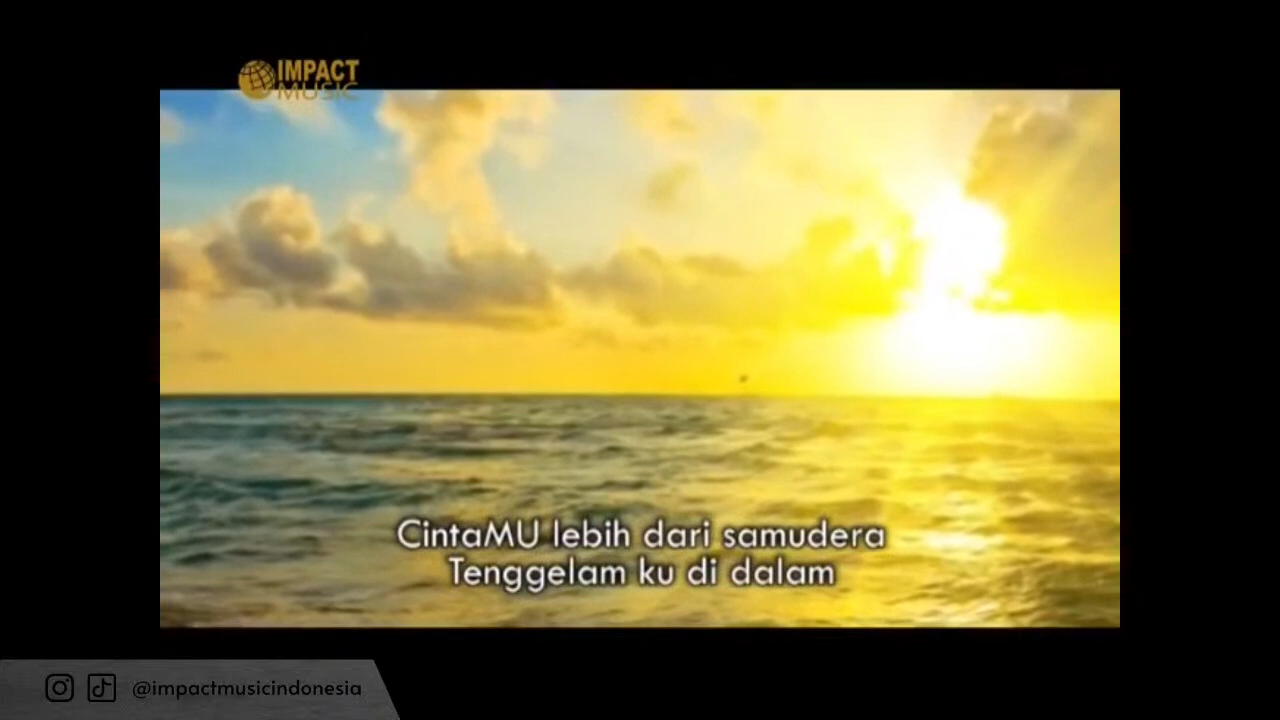 IMPACT
MUSIC
CintaMU lebih dari samudera
Tenggelam ku di dalam
@impactmusicindonesia